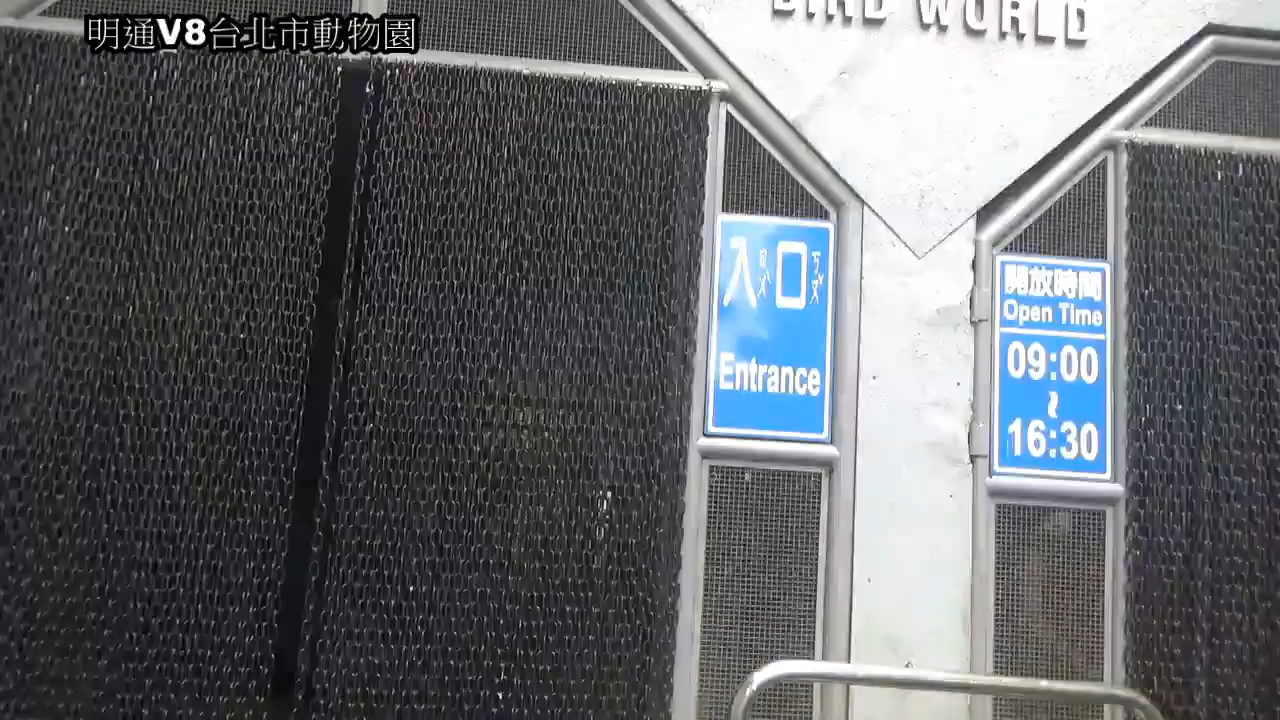 明通V8台北市動物園
BIRD WORLD
入口
Entrance
開放時間
Open Time
09:00
~
16:30